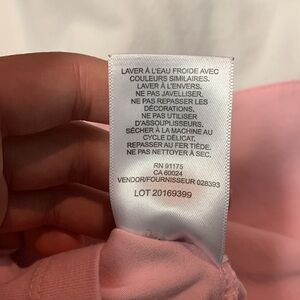 LAVER À L'EAU FROIDE AVEC
COULEURS SIMILAIRES.
LAVER À L'ENVERS.
NE PAS JAVELLISER.
NE PAS REPASSER LES
DÉCORATIONS.
NE PAS UTILISER
D'ASSOUPLISSEURS.
SÉCHER À LA MACHINE AU
CYCLE DÉLICAT.
REPASSER AU FER TIÈDE.
NE PAS NETTOYER À SEC.
RN 91175
CA 60024
VENDOR/FOURNISSEUR 028393
LOT 20169399